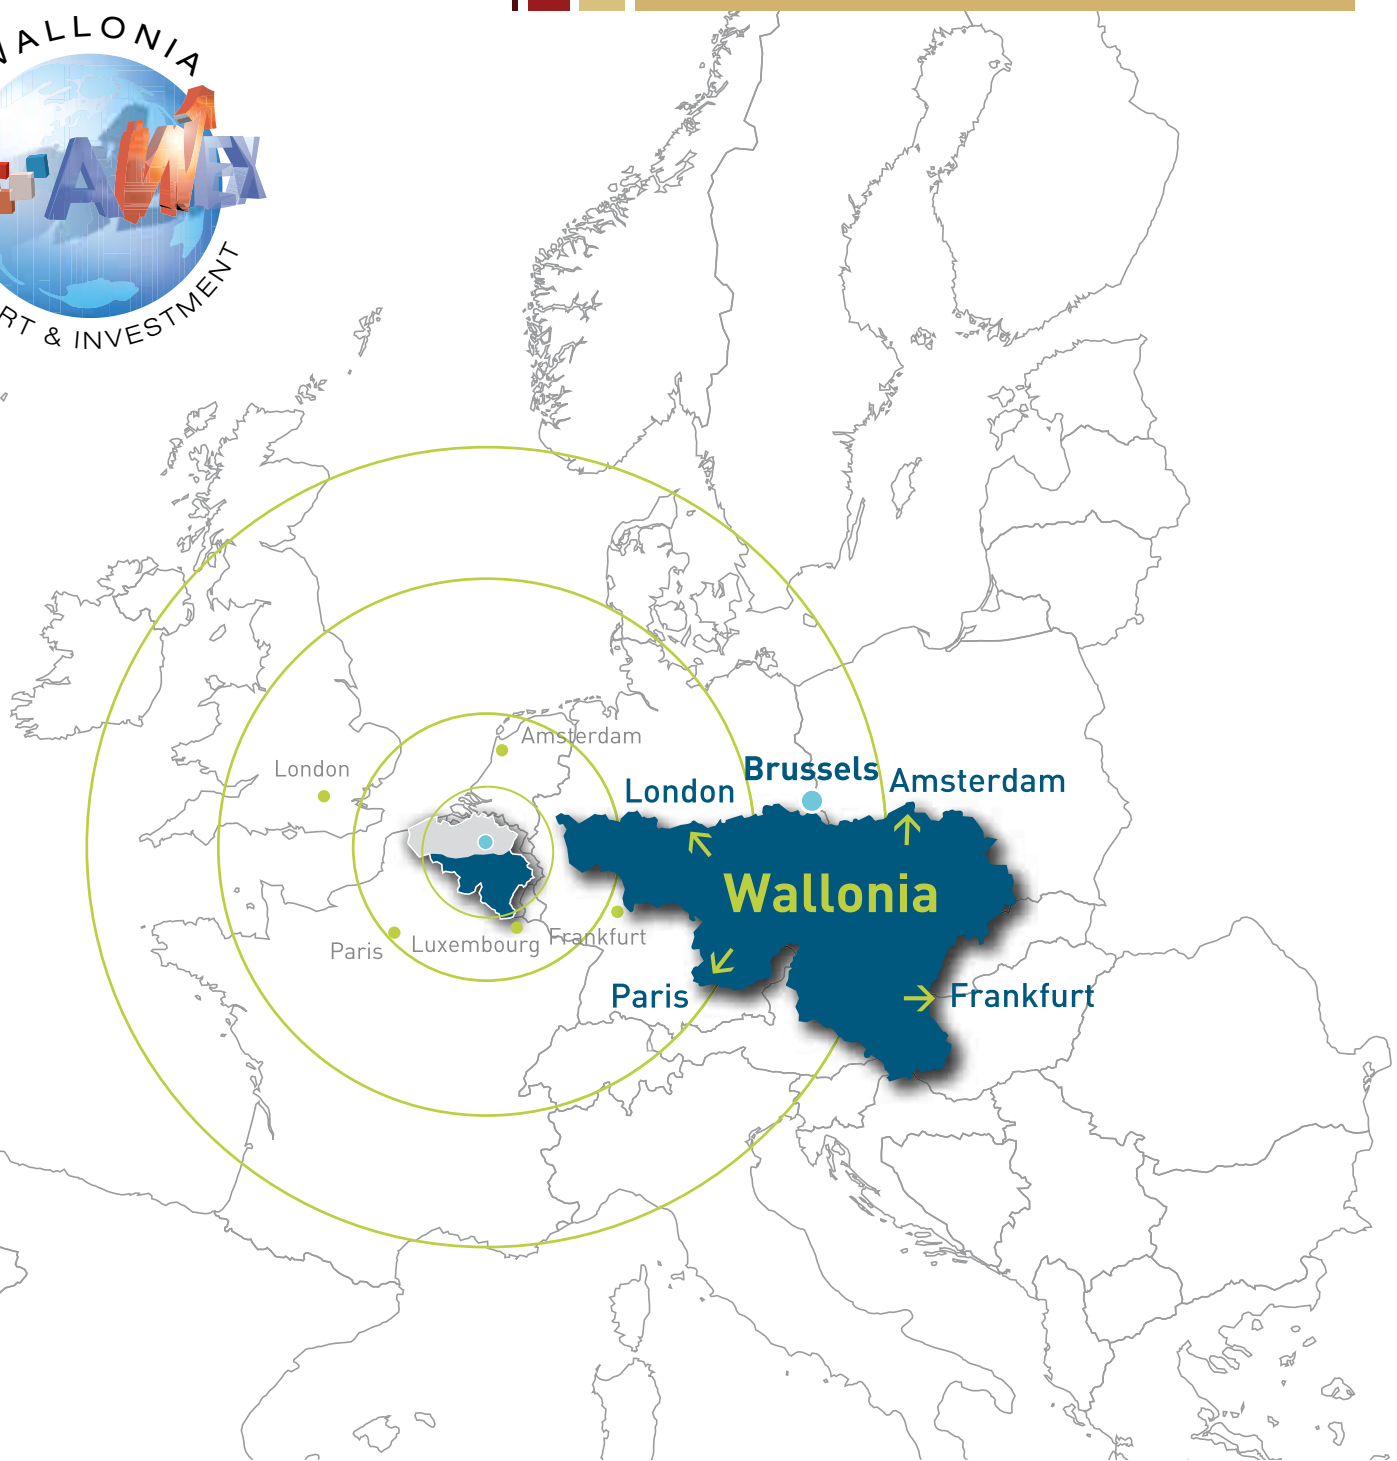 WALLONIA
AWEX
RT & INVESTMENT
Amsterdam
London
Brussels
London
Amsterdam
Wallonia
Paris
Luxembourg
Frankfurt
Paris
Frankfurt